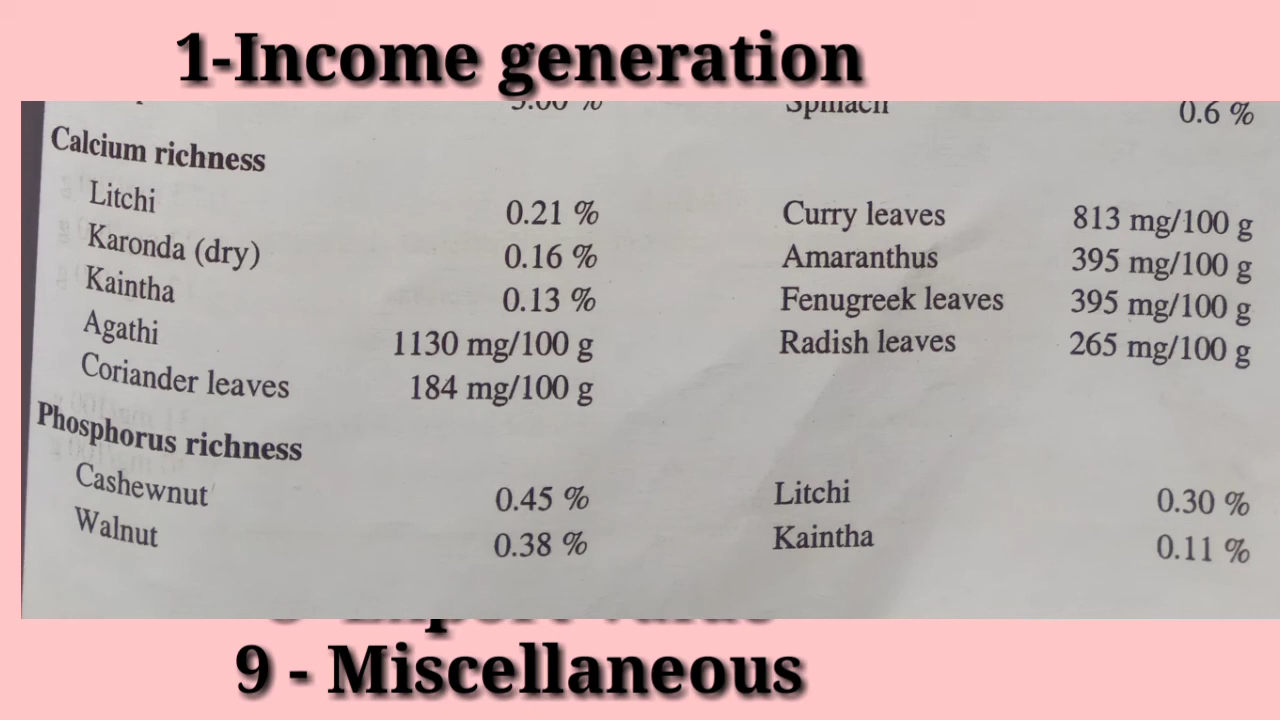 1-Income generation
Spinach 0.6 %
Calcium richness
Litchi 0.21 % Curry leaves 813 mg/100 g
Karonda (dry) 0.16 % Amaranthus 395 mg/100 g
Kaintha 0.13 % Fenugreek leaves 395 mg/100 g
Agathi 1130 mg/100 g Radish leaves 265 mg/100 g
Coriander leaves 184 mg/100 g
Phosphorus richness
Cashewnut 0.45 % Litchi 0.30 %
Walnut 0.38 % Kaintha 0.11 %
9 - Miscellaneous